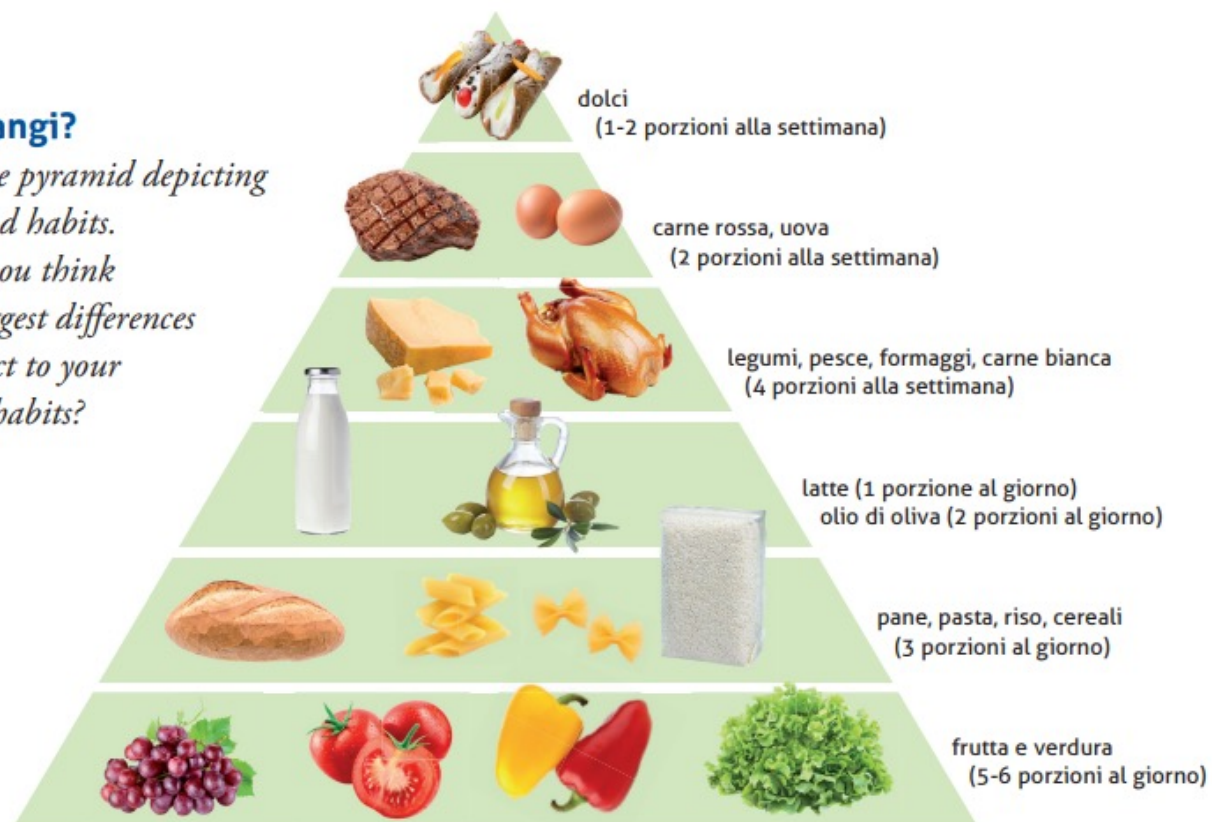 angi?
e pyramid depicting
d habits.
ou think
gest differences
ct to your
habits?
dolci
(1-2 porzioni alla settimana)
carne rossa, uova
(2 porzioni alla settimana)
legumi, pesce, formaggi, carne bianca
(4 porzioni alla settimana)
latte (1 porzione al giorno)
olio di oliva (2 porzioni al giorno)
pane, pasta, riso, cereali
(3 porzioni al giorno)
frutta e verdura
(5-6 porzioni al giorno)